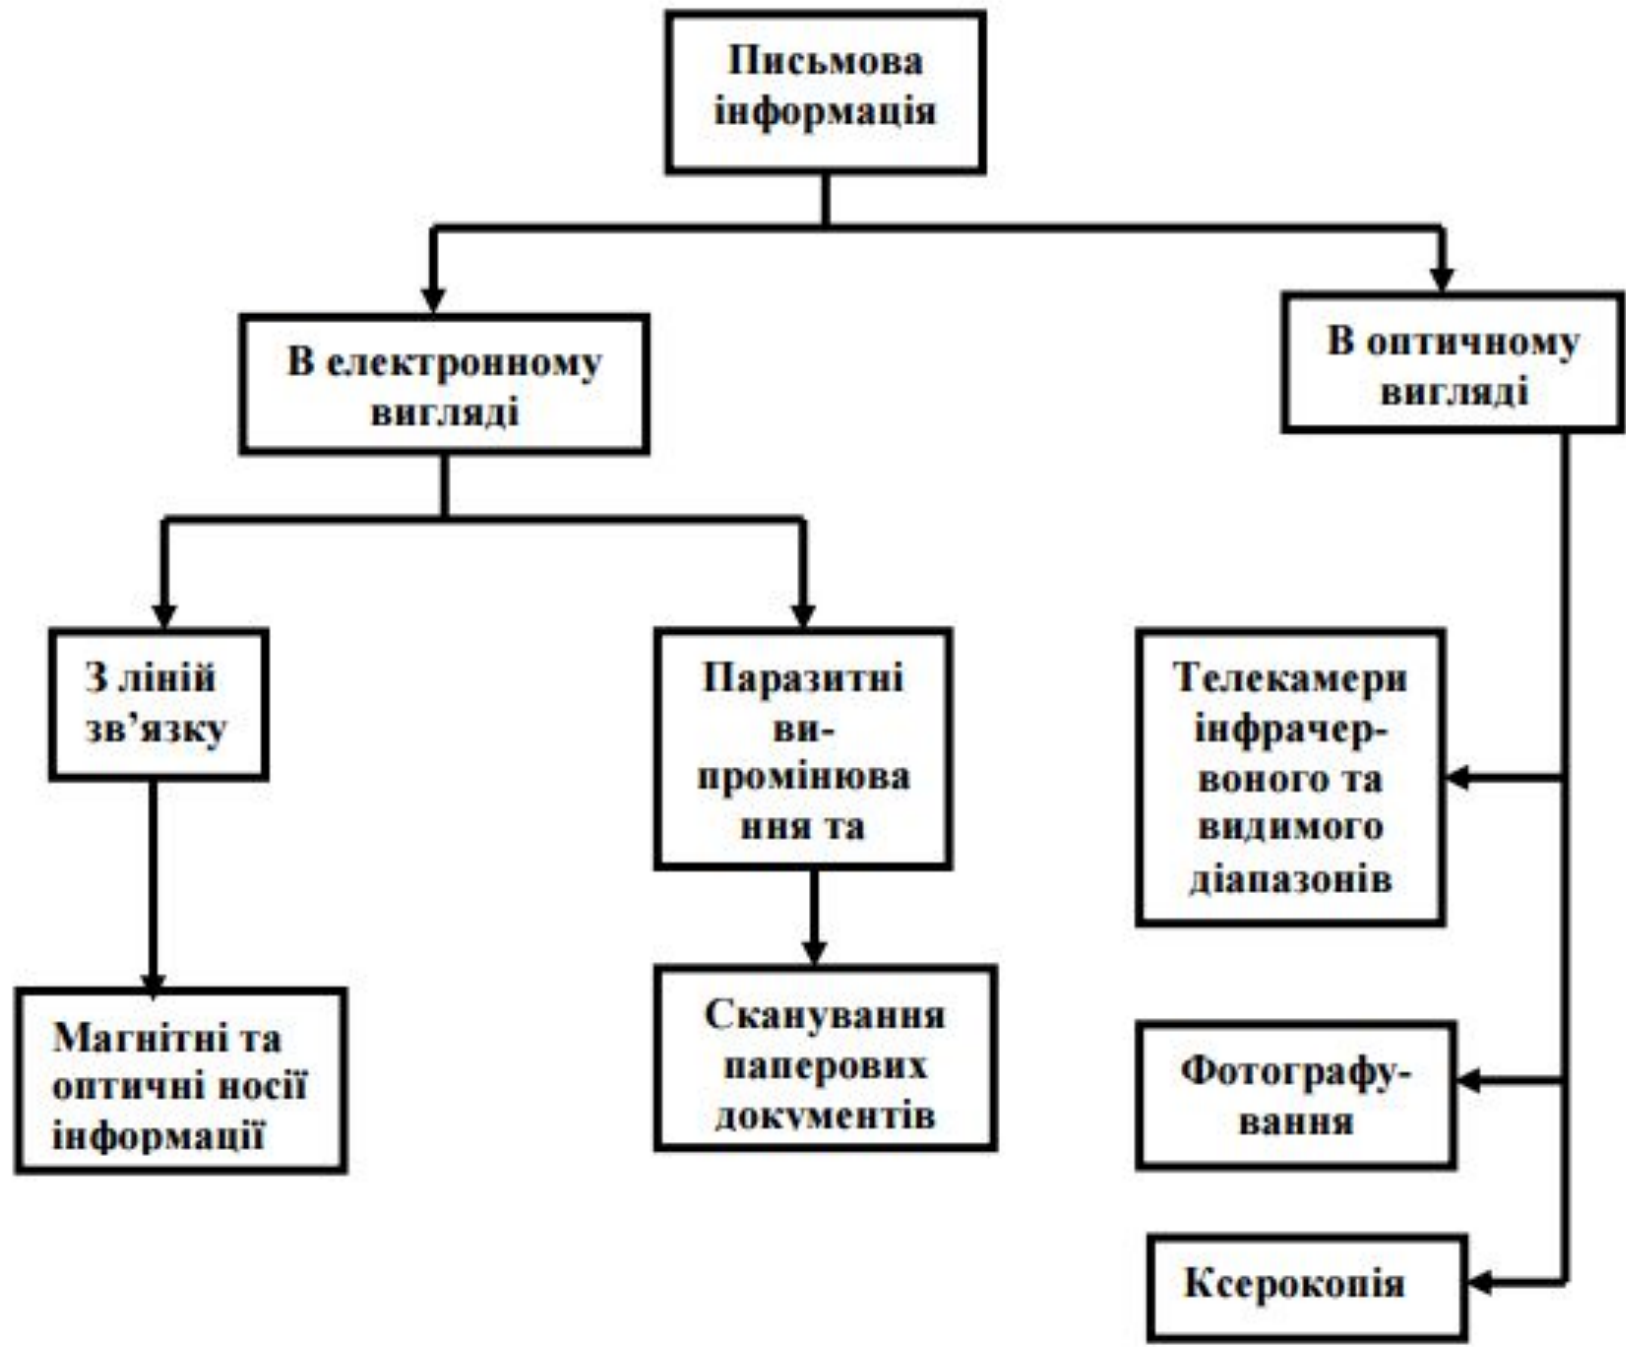 Письмова
інформація
В електронному
вигляді
В оптичному
вигляді
З ліній
зв’язку
Паразитні
ви-
промінюва
ння та
Телекамери
інфрачер-
воного та
видимого
діапазонів
Магнітні та
оптичні носії
інформації
Сканування
паперових
документів
Фотографу-
вання
Ксерокопія